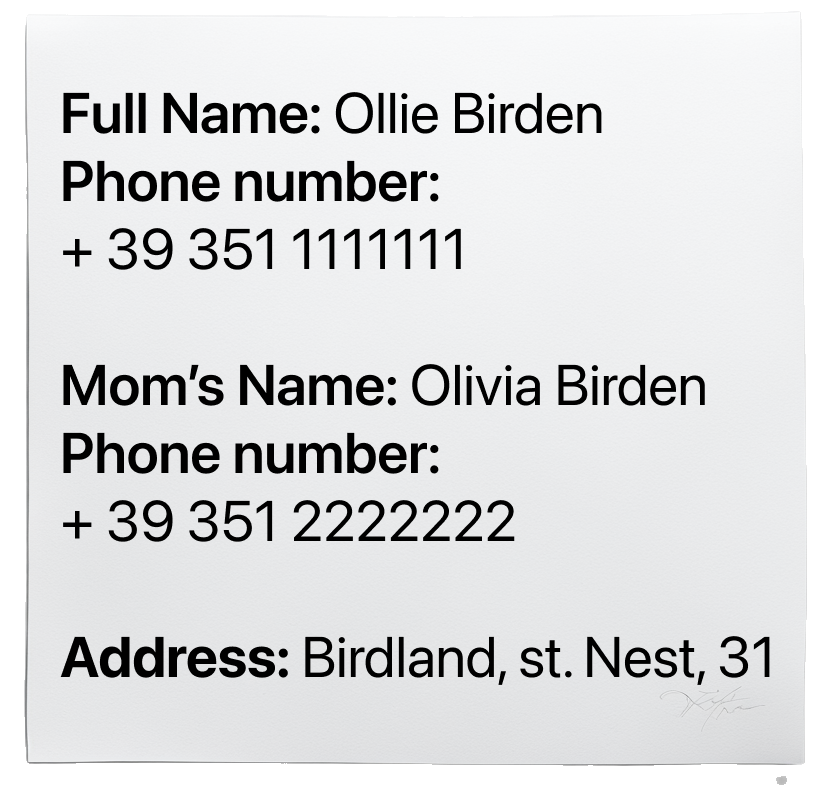 Full Name: Ollie Birden
Phone number:
+ 39 351 1111111
Mom’s Name: Olivia Birden
Phone number:
+ 39 351 2222222
Address: Birdland, st. Nest, 31